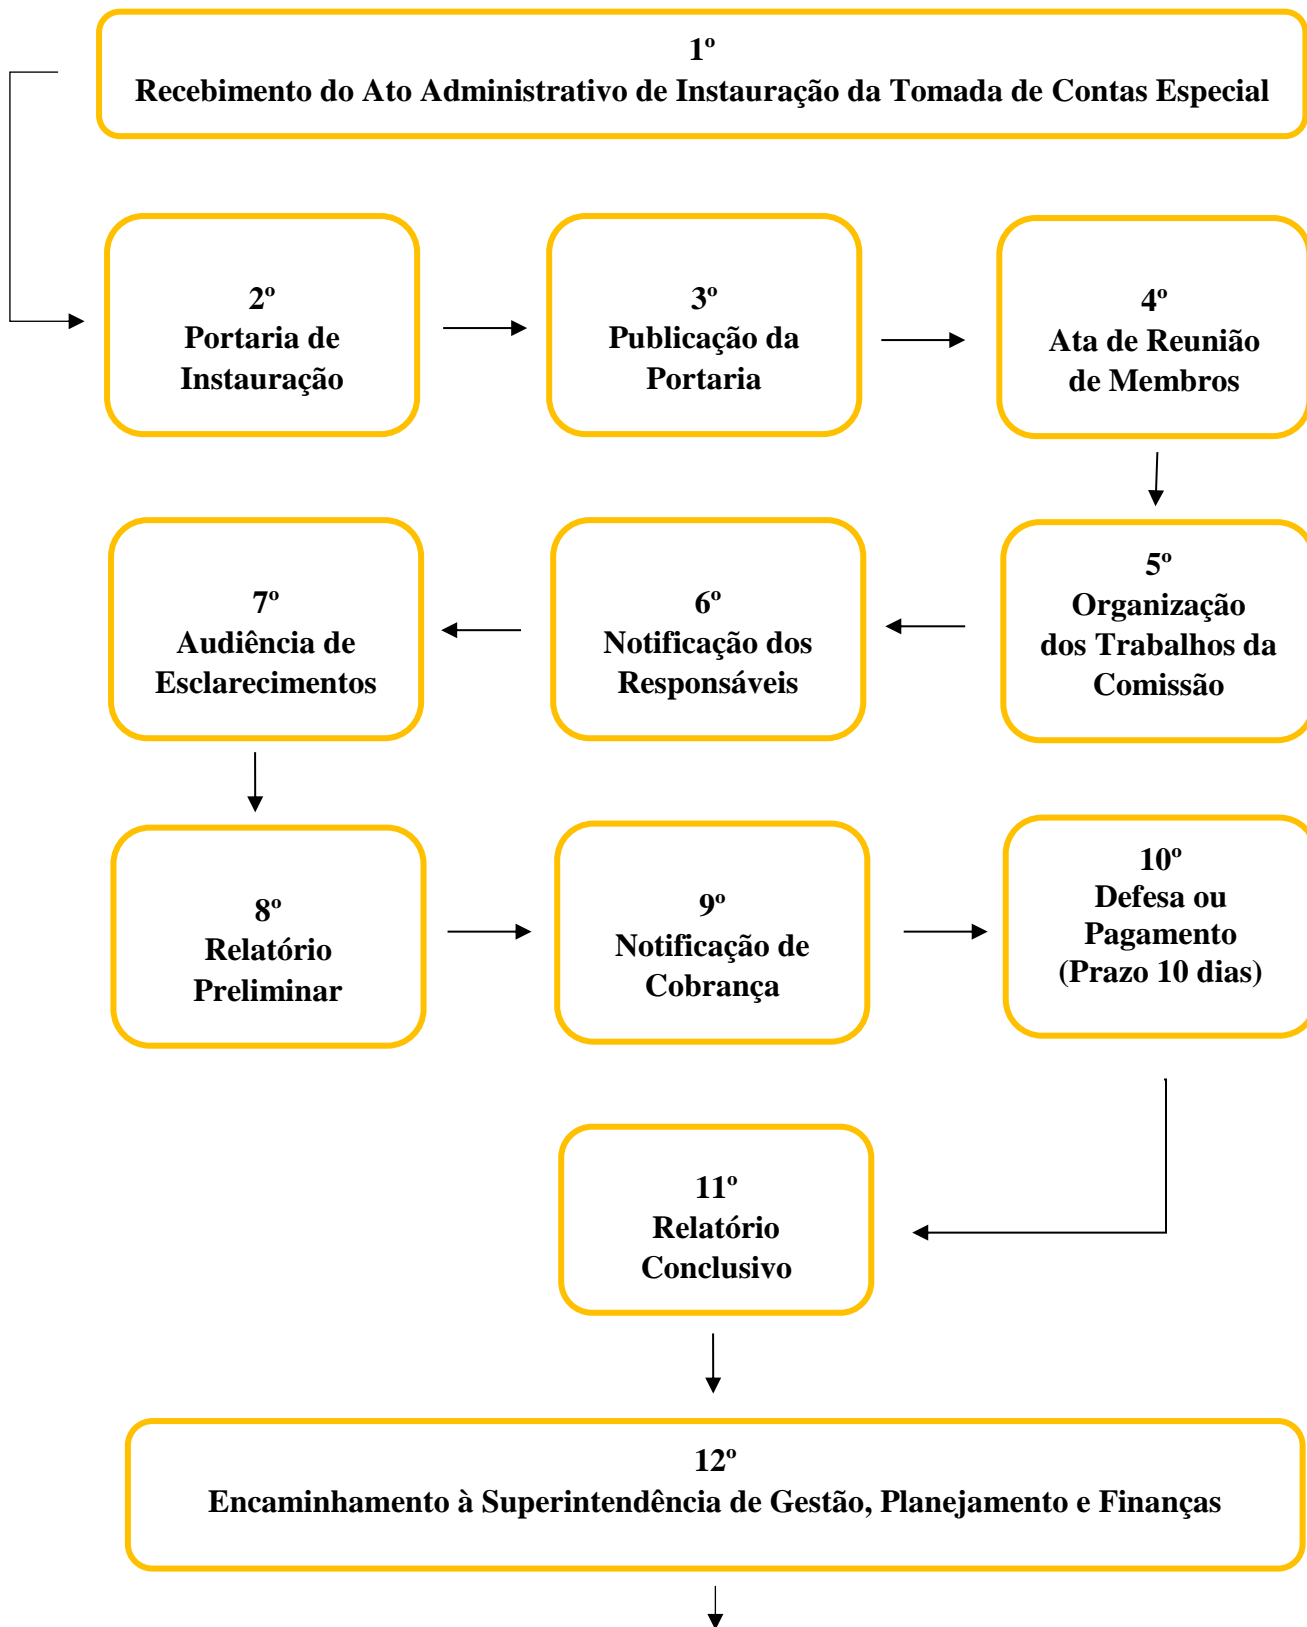 1º
Recebimento do Ato Administrativo de Instauração da Tomada de Contas Especial
2º
Portaria de
Instauração
3º
Publicação da
Portaria
4º
Ata de Reunião
de Membros
5º
Organização
dos Trabalhos da
Comissão
6º
Notificação dos
Responsáveis
7º
Audiência de
Esclarecimentos
8º
Relatório
Preliminar
9º
Notificação de
Cobrança
10º
Defesa ou
Pagamento
(Prazo 10 dias)
11º
Relatório
Conclusivo
12º
Encaminhamento à Superintendência de Gestão, Planejamento e Finanças